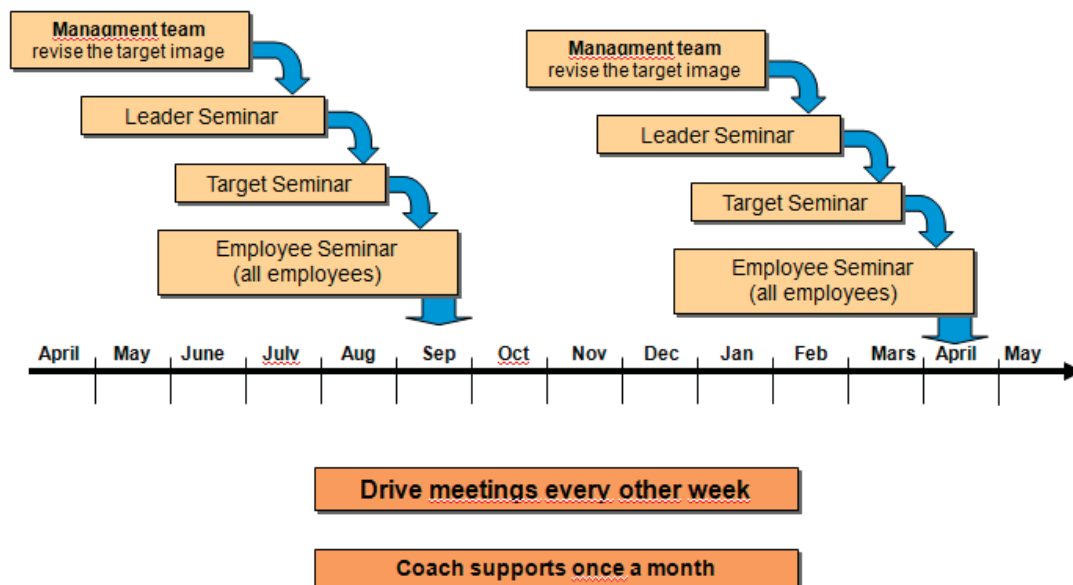 Managment team
revise the target image
Leader Seminar
Target Seminar
Employee Seminar
(all employees)
Managment team
revise the target image
Leader Seminar
Target Seminar
Employee Seminar
(all employees)
April May June Julv Aug Sep Oct Nov Dec Jan Feb Mars April May
Drive meetings every other week
Coach supports once a month